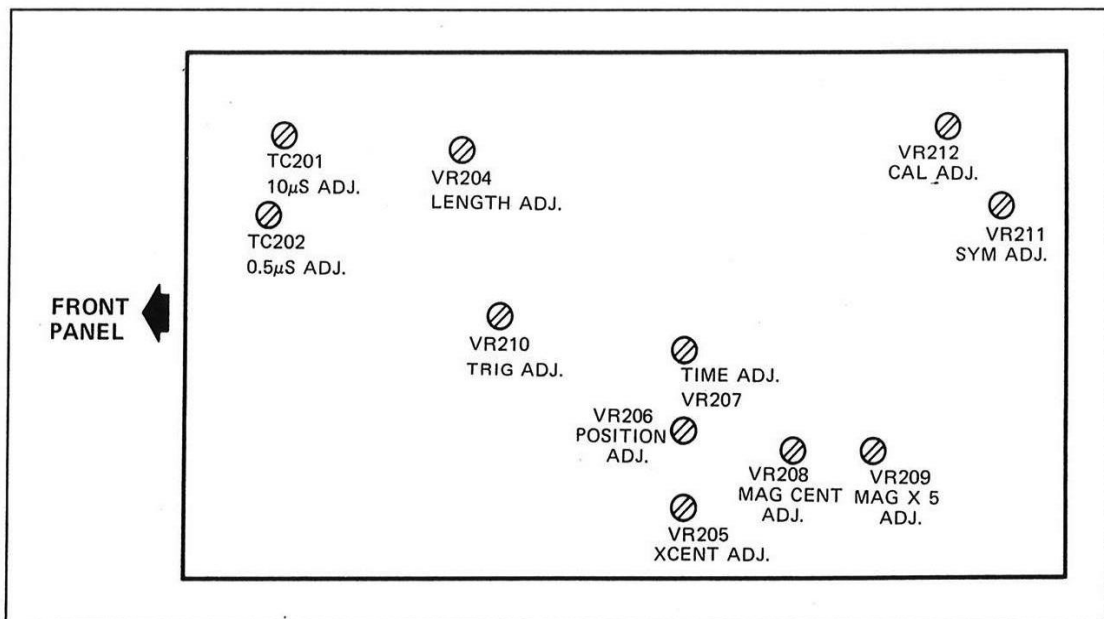 TC201
10μS ADJ.
TC202
0.5μS ADJ.
VR204
LENGTH ADJ.
VR212
CAL ADJ.
VR211
SYM ADJ.
FRONT
PANEL
VR210
TRIG ADJ.
TIME ADJ.
VR207
VR206
POSITION
ADJ.
VR208
MAG CENT
ADJ.
VR209
MAG X 5
ADJ.
VR205
XCENT ADJ.